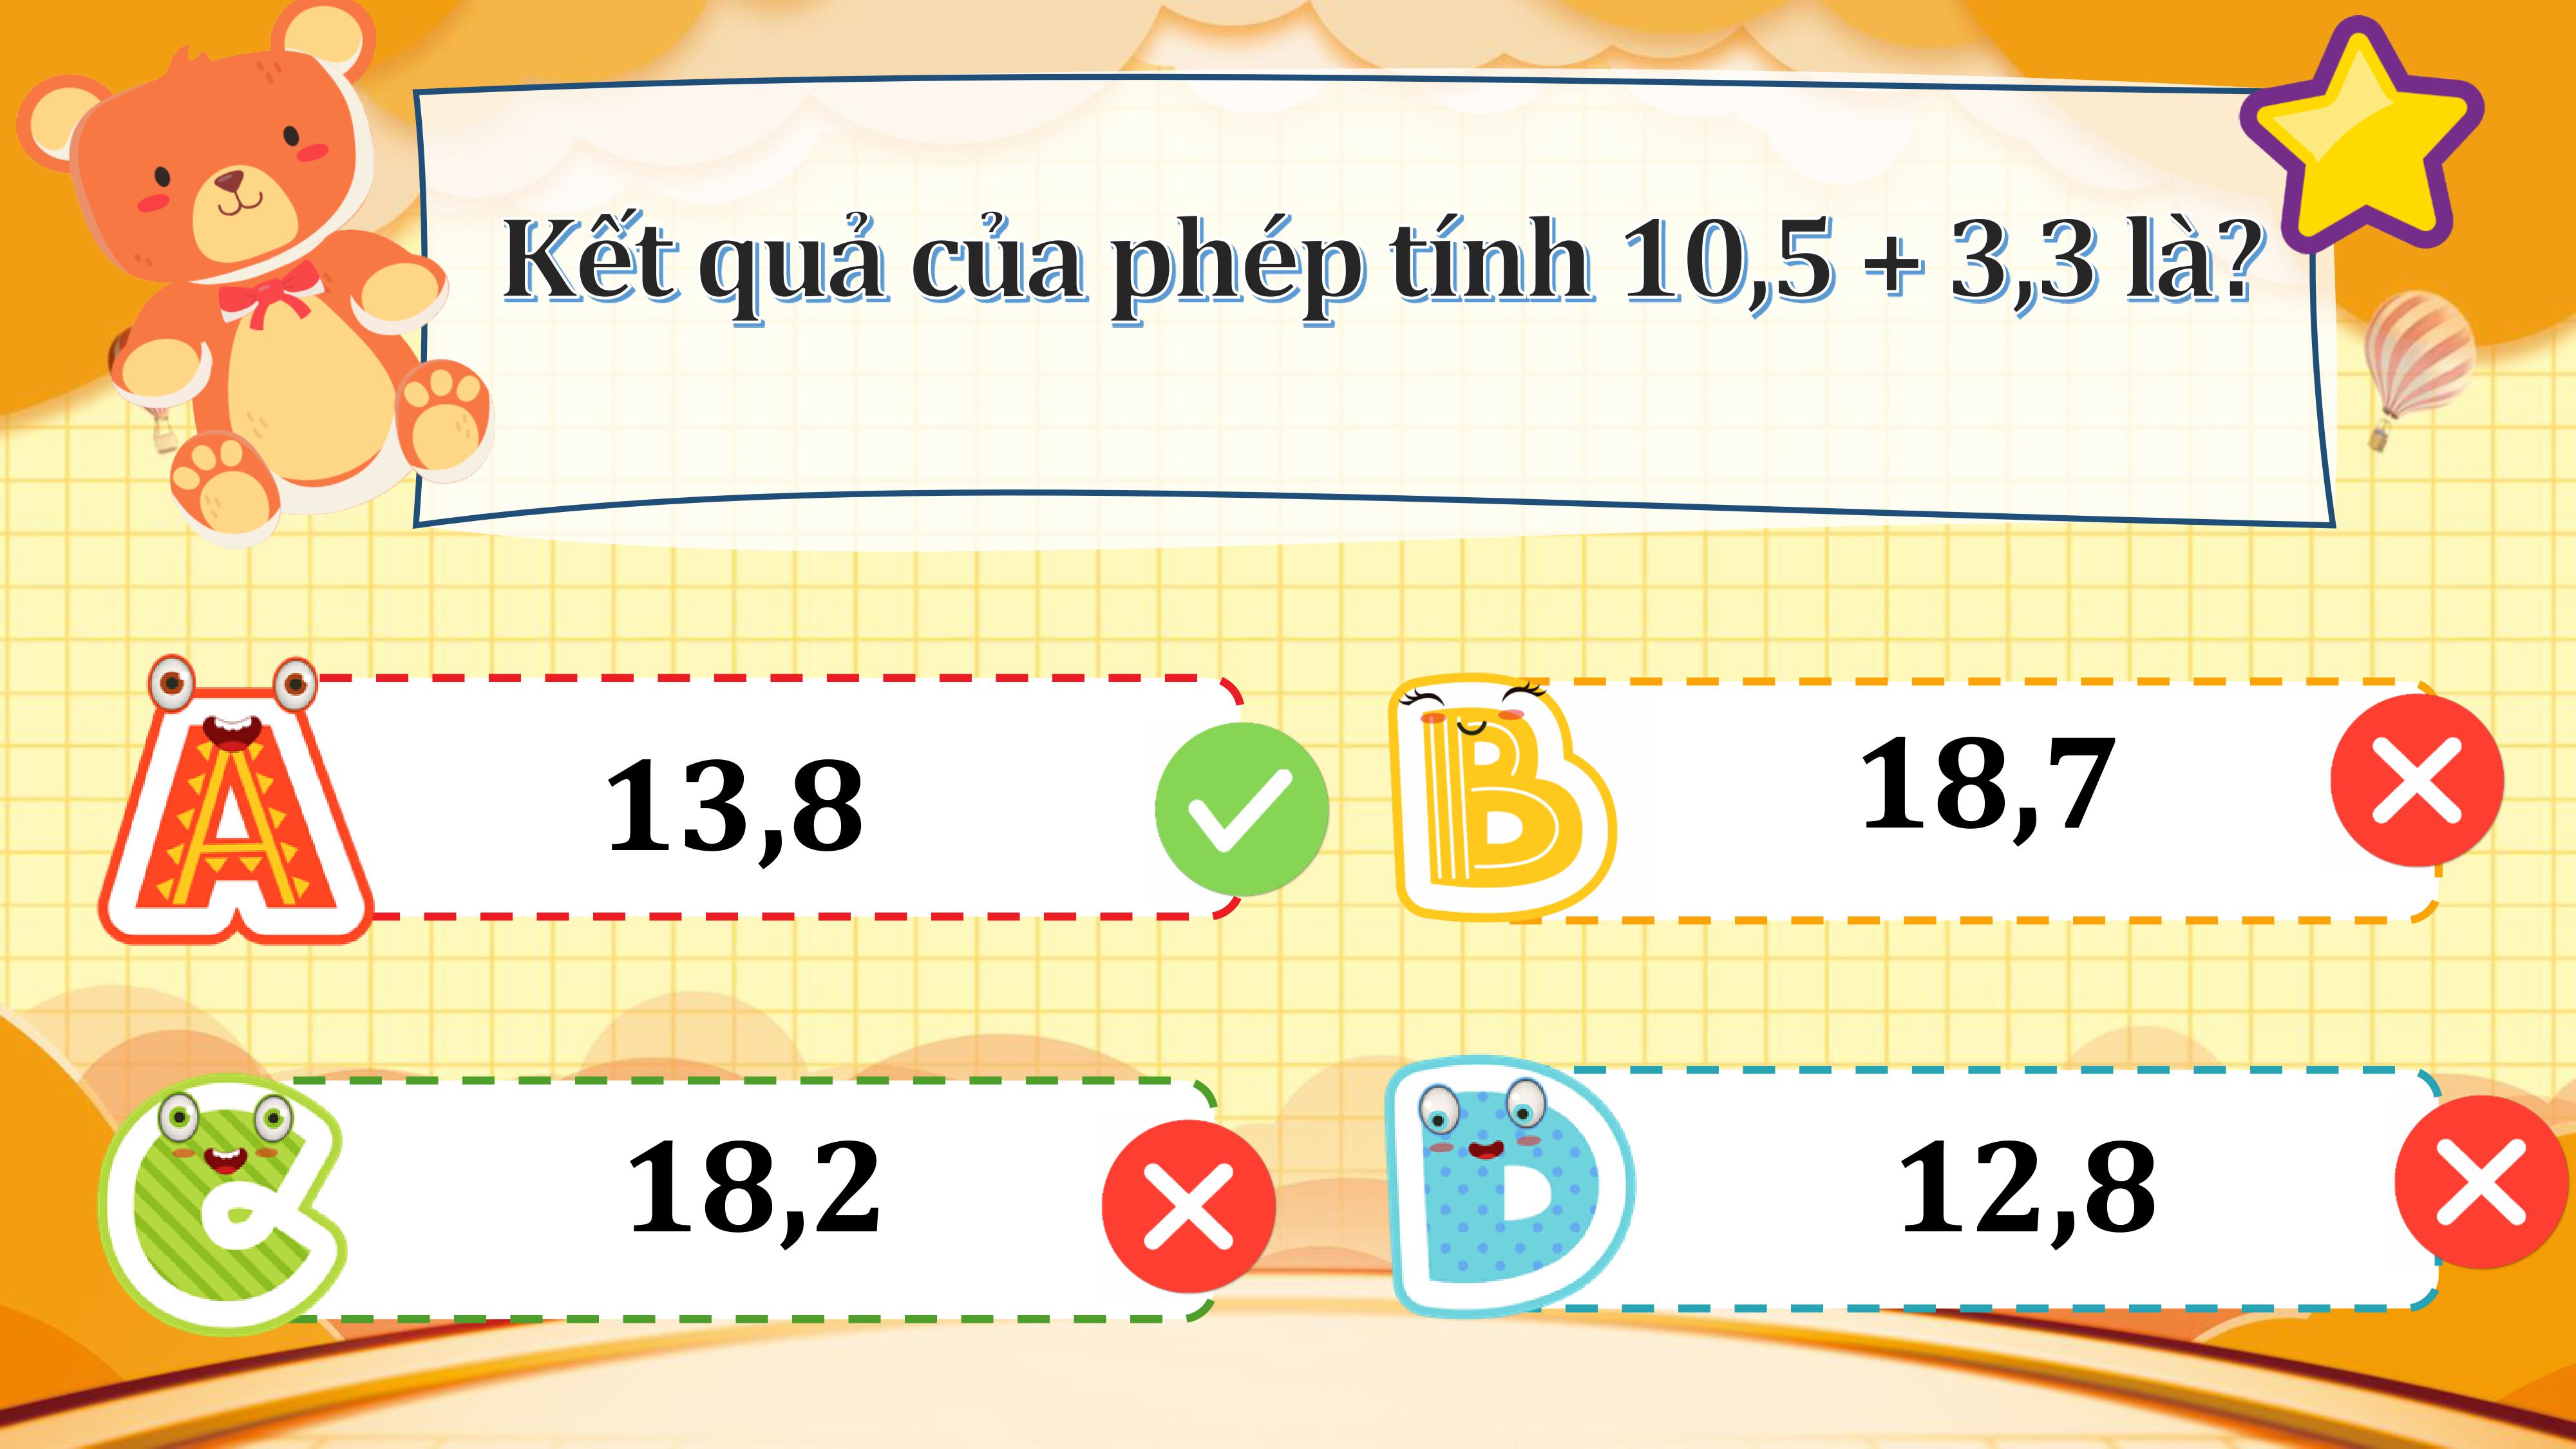 Kết quả của phép tính 10,5 + 3,3 là?
A 13,8
B 18,7
C 18,2
D 12,8